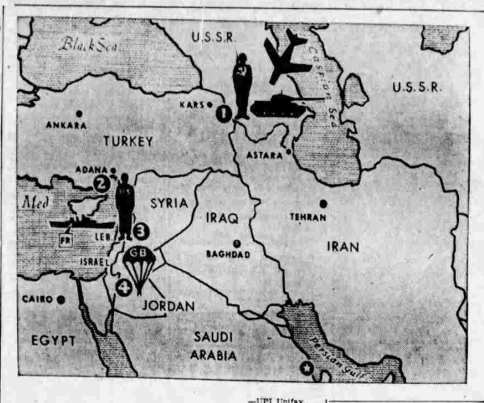 Black Sea
U.S.S.R.
Caspian Sea
U.S.S.R.
KARS
1
ANKARA
TURKEY
ASTARA
ADANA
2
Med
SYRIA
IRAQ
TEHRAN
FR
LEB.
3
BAGHDAD
IRAN
ISRAEL
GB
4
CAIRO
JORDAN
EGYPT
SAUDI
ARABIA
Persian Gulf
—UPI Unifax